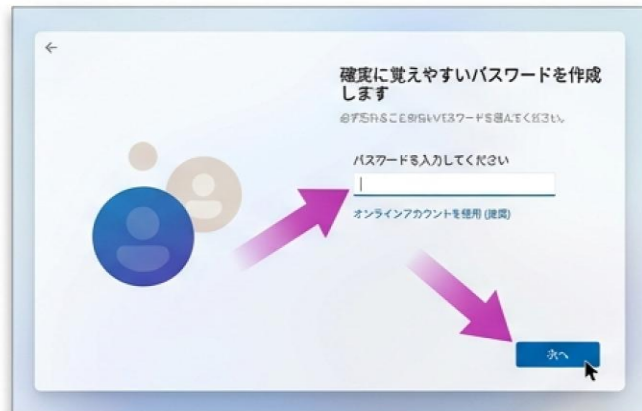 確実に覚えやすいパスワードを作成
します
パスワードを入力してください
オンラインアカウントを使用 (推奨)
次へ